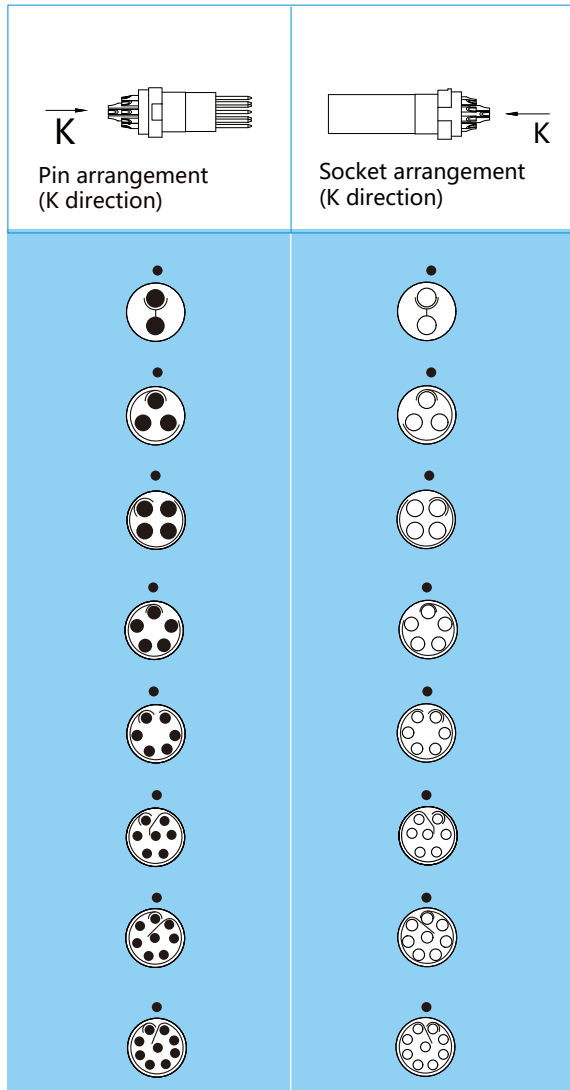 K
K
Pin arrangement
(K direction)
Socket arrangement
(K direction)